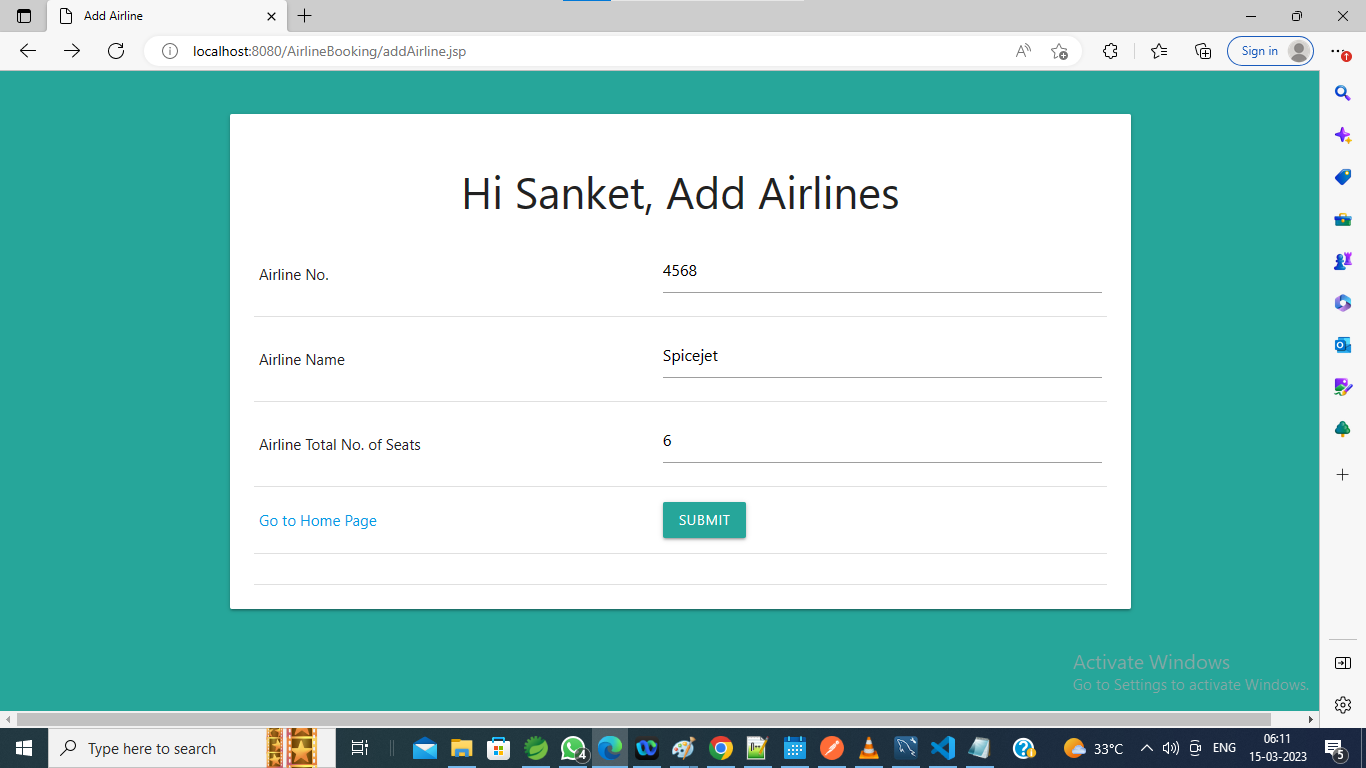 Add Airline
localhost:8080/AirlineBooking/addAirline.jsp
Sign in
Hi Sanket, Add Airlines
Airline No.
4568
Airline Name
Spicejet
Airline Total No. of Seats
6
Go to Home Page
SUBMIT
Activate Windows
Go to Settings to activate Windows.
Type here to search
4
33°C
ENG
06:11
15-03-2023
5